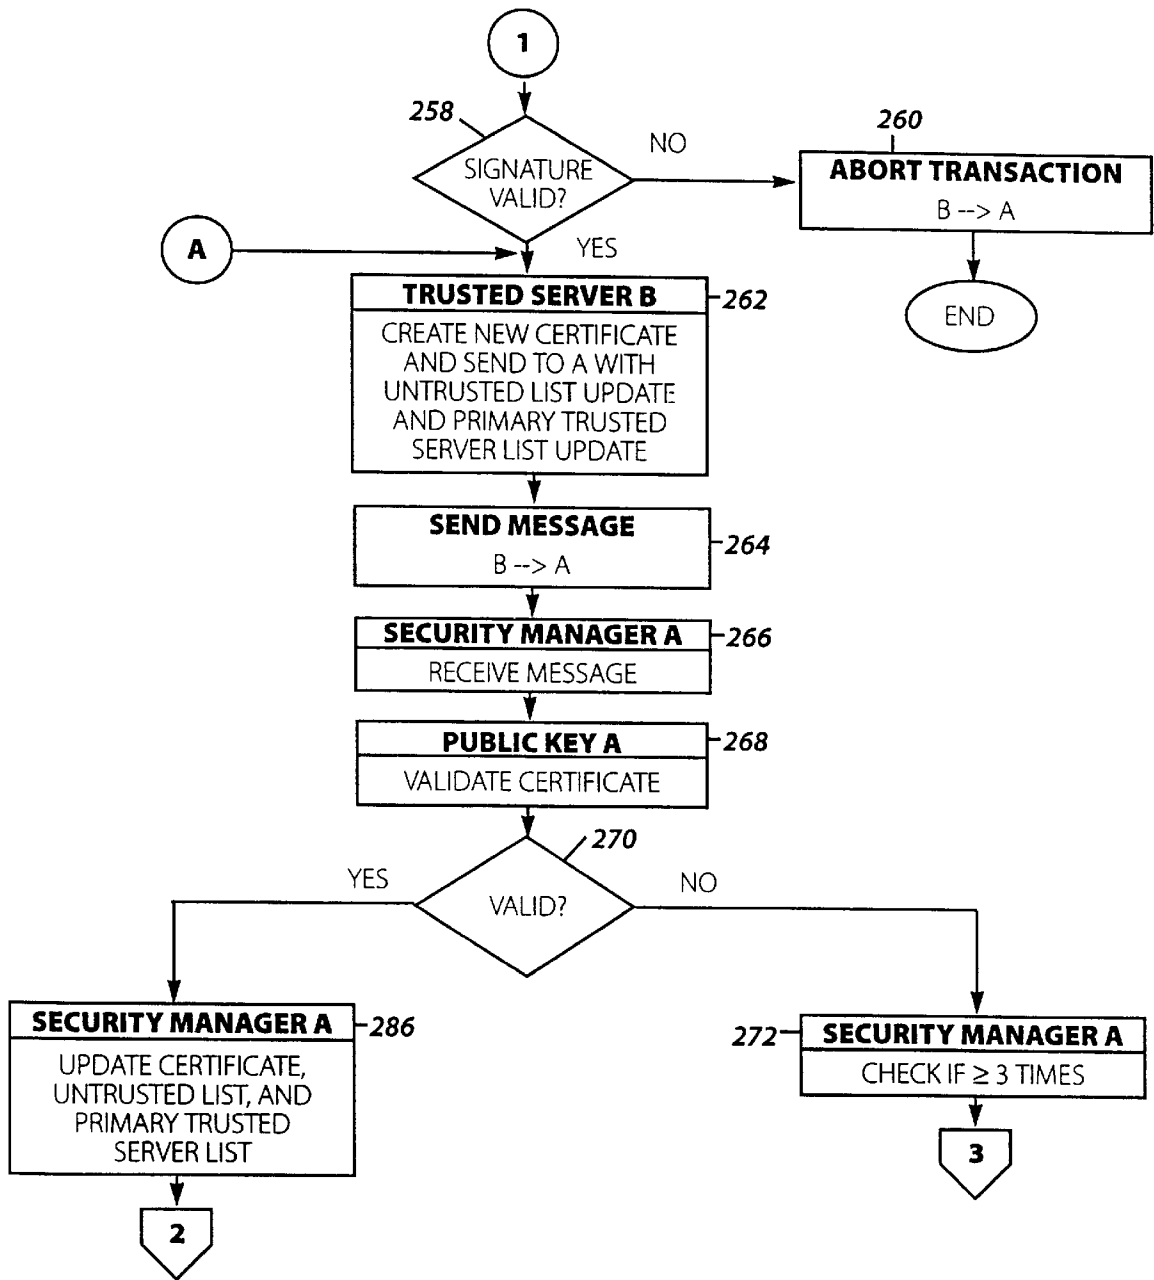 1
258
SIGNATURE
VALID?
NO
260
ABORT TRANSACTION
B --> A
END
A
YES
TRUSTED SERVER B
262
CREATE NEW CERTIFICATE
AND SEND TO A WITH
UNTRUSTED LIST UPDATE
AND PRIMARY TRUSTED
SERVER LIST UPDATE
SEND MESSAGE
B --> A
264
SECURITY MANAGER A
266
RECEIVE MESSAGE
PUBLIC KEY A
268
VALIDATE CERTIFICATE
270
YES
VALID?
NO
SECURITY MANAGER A
286
UPDATE CERTIFICATE,
UNTRUSTED LIST, AND
PRIMARY TRUSTED
SERVER LIST
2
272
SECURITY MANAGER A
CHECK IF ≥ 3 TIMES
3